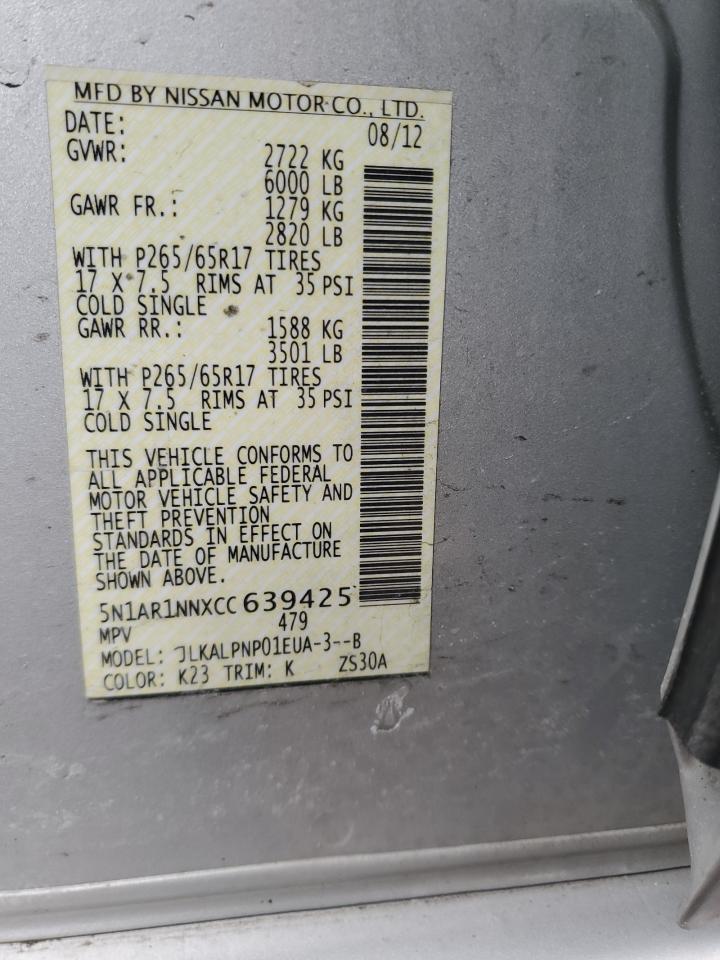 MFD BY NISSAN MOTOR CO., LTD.
DATE: 08/12
GVWR: 2722 KG
6000 LB
GAWR FR.: 1279 KG
2820 LB
WITH P265/65R17 TIRES
17 X 7.5 RIMS AT 35 PSI
COLD SINGLE
GAWR RR.: 1588 KG
3501 LB
WITH P265/65R17 TIRES
17 X 7.5 RIMS AT 35 PSI
COLD SINGLE
THIS VEHICLE CONFORMS TO
ALL APPLICABLE FEDERAL
MOTOR VEHICLE SAFETY AND
THEFT PREVENTION
STANDARDS IN EFFECT ON
THE DATE OF MANUFACTURE
SHOWN ABOVE.
5N1AR1NNXCC639425
MPV 479
MODEL: JLKALPNP01EUA-3--B
COLOR: K23 TRIM: K ZS30A